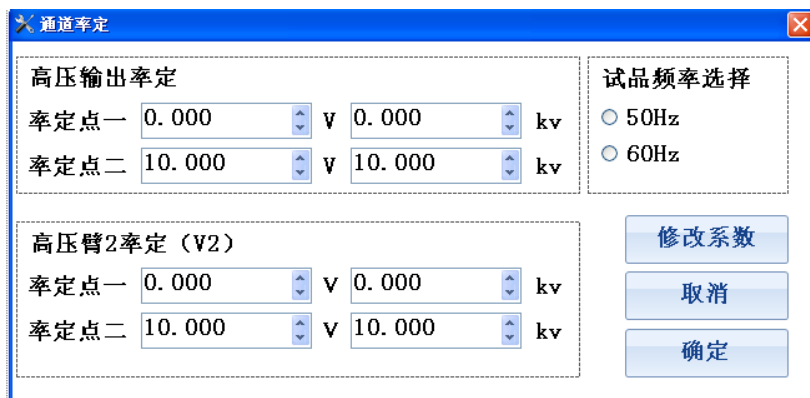 通道率定
高压输出率定
率定点一 0.000 V 0.000 kv
率定点二 10.000 V 10.000 kv
试品频率选择
50Hz
60Hz
高压臂2率定（V2）
率定点一 0.000 V 0.000 kv
率定点二 10.000 V 10.000 kv
修改系数
取消
确定